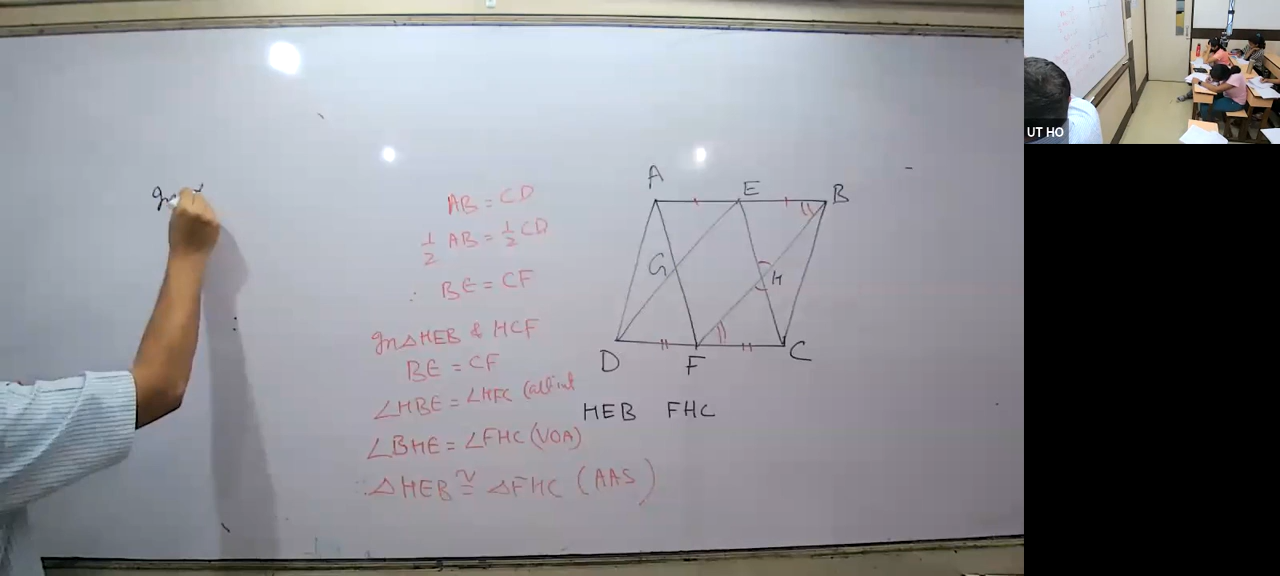 In
AB = CD
1/2 AB = 1/2 CD
∴ BE = CF
In △HEB & HCF
BE = CF
∠HBE = ∠HFC (alt int
∠BHE = ∠FHC (VOA)
∴ △HEB ≅ △FHC (AAS)
A E B
G H
D F C
HEB FHC
UT HO